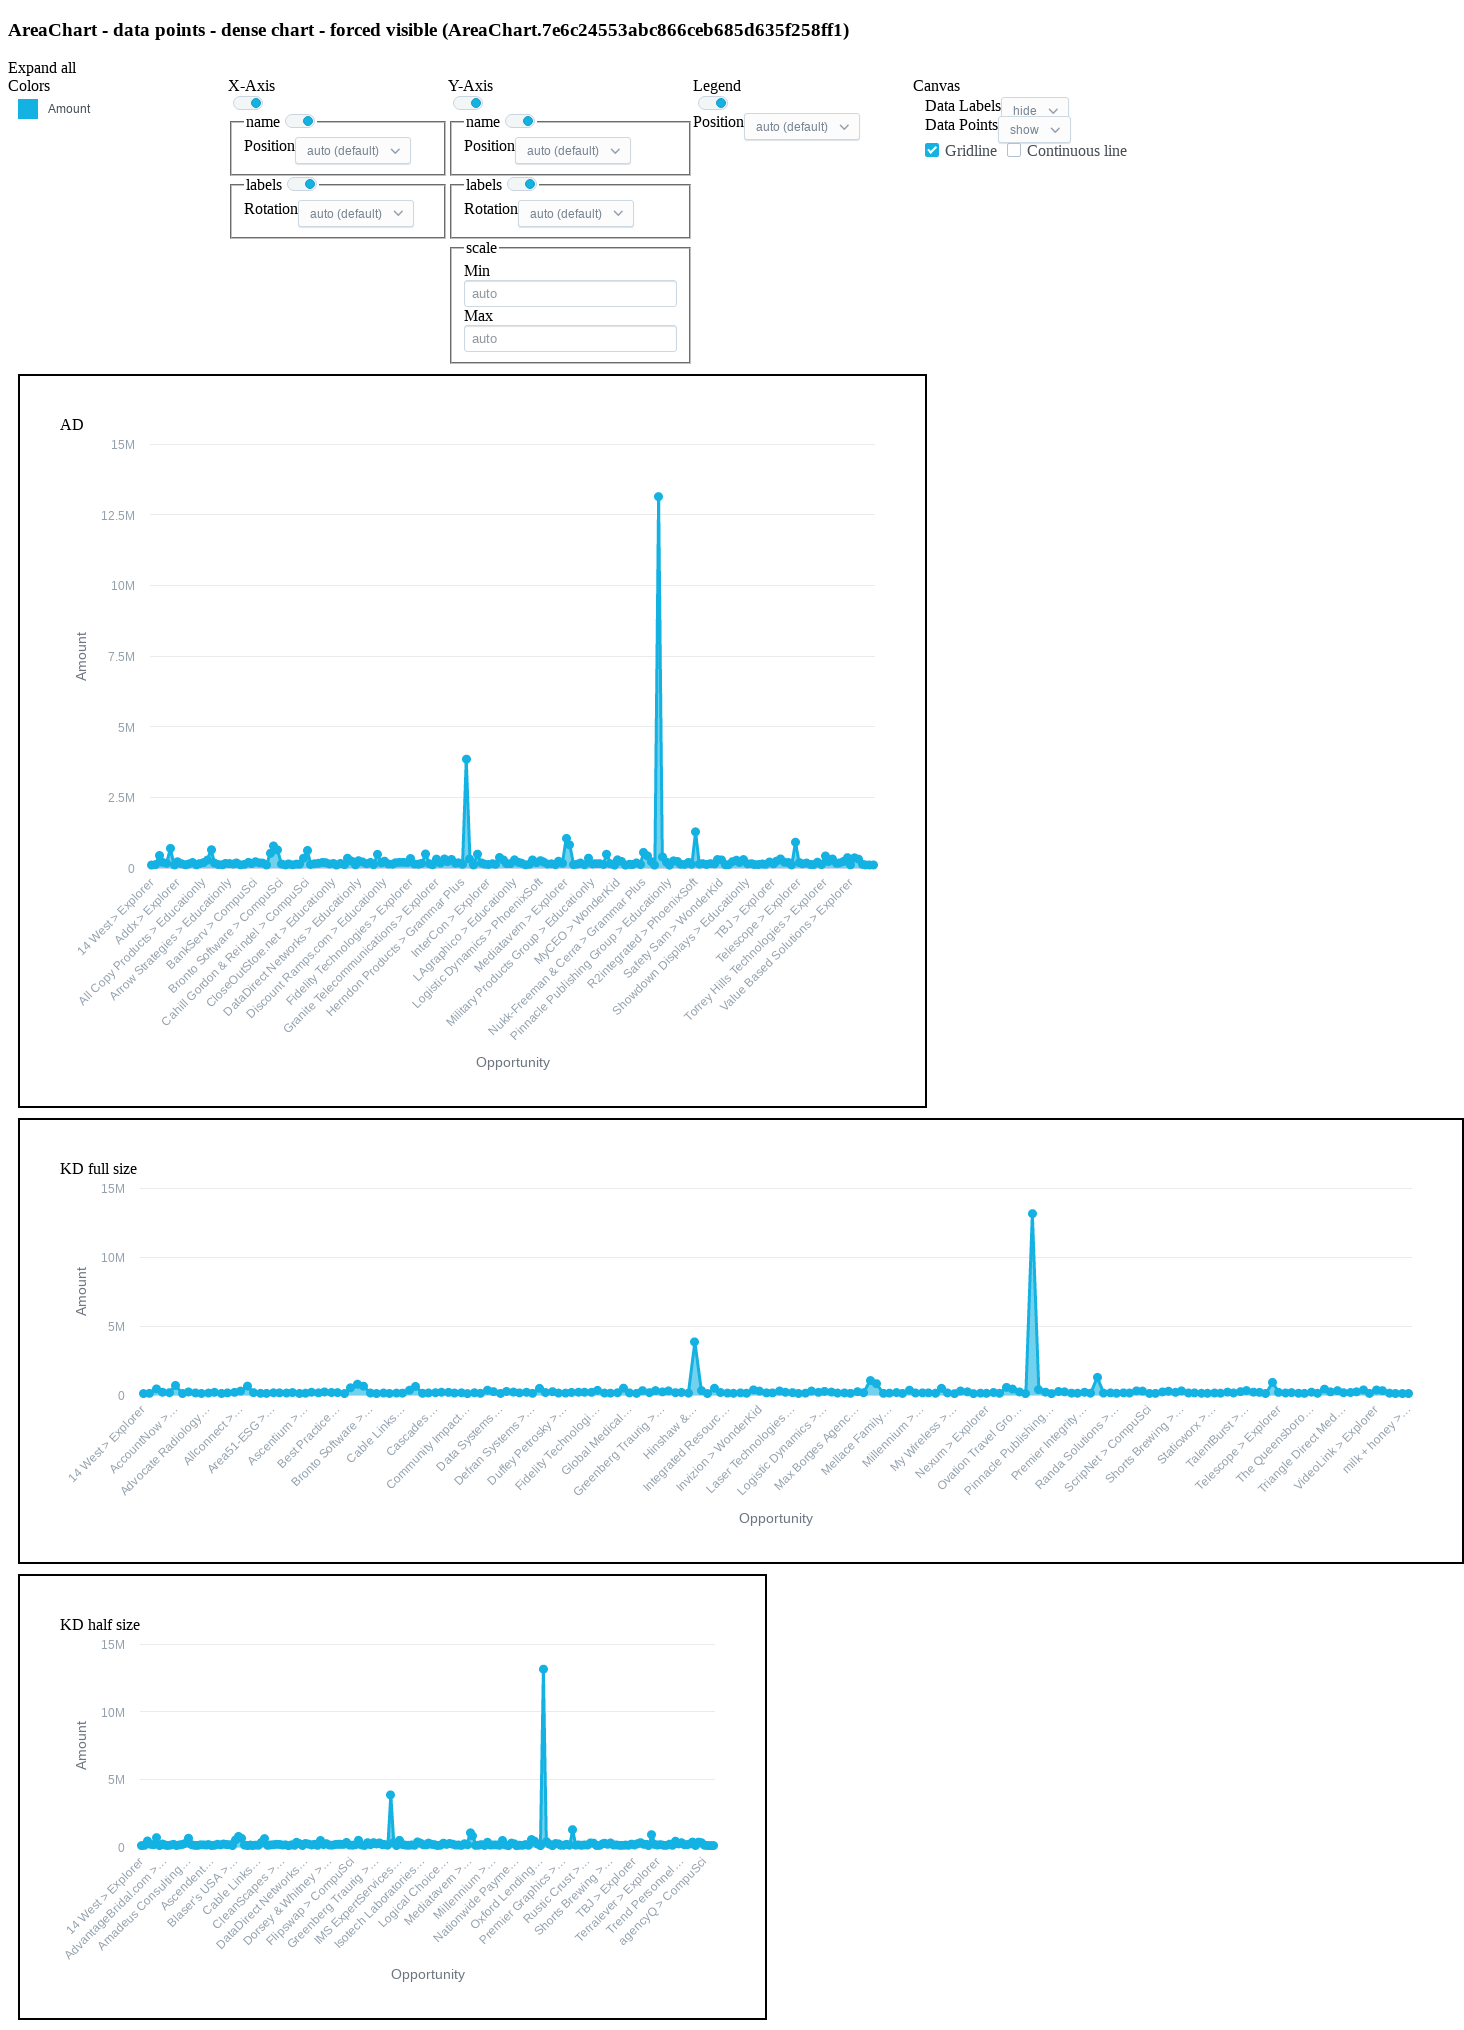 AreaChart - data points - dense chart - forced visible (AreaChart.7e6c24553abc866ceb685d635f258ff1)
Expand all
Colors
Amount
X-Axis
name
Position auto (default)
labels
Rotation auto (default)
Y-Axis
name
Position auto (default)
labels
Rotation auto (default)
scale
Min
auto
Max
auto
Legend
Position auto (default)
Canvas
Data Labels hide
Data Points show
Gridline Continuous line
AD
15M
12.5M
10M
7.5M
5M
2.5M
0
Amount
14 West > Explorer
Addx > Explorer
All Copy Products > Educationly
Arrow Strategies > Educationly
BankServ > CompuSci
Bronto Software > CompuSci
Cahill Gordon & Reindel > CompuSci
CloseOutStore.net > Educationly
DataDirect Networks > Educationly
Discount Ramps.com > Educationly
Fidelity Technologies > Explorer
Granite Telecommunications > Explorer
Herndon Products > Grammar Plus
InterCon > Explorer
LAgraphico > Educationly
Logistic Dynamics > PhoenixSoft
Mediatavern > Explorer
Military Products Group > Educationly
MyCEO > WonderKid
Nukk-Freeman & Cerra > Grammar Plus
Pinnacle Publishing Group > Educationly
R2integrated > PhoenixSoft
Safety Sam > WonderKid
Showdown Displays > Educationly
TBJ > Explorer
Telescope > Explorer
Torrey Hills Technologies > Explorer
Value Based Solutions > Explorer
Opportunity
KD full size
15M
10M
5M
0
Amount
14 West > Explorer
AccountNow >…
Advocate Radiology…
Allconnect >…
Area51-ESG >…
Ascentium >…
Best Practice…
Bronto Software >…
Cable Links…
Cascades…
Community Impact…
Data Systems…
Defran Systems >…
Duffey Petrosky >…
Fidelity Technologi…
Global Medical…
Greenberg Traurig >…
Hinshaw &…
Integrated Resourc…
Invizion > WonderKid
Laser Technologies…
Logistic Dynamics >…
Max Borges Agenc…
Mellace Family…
Millennium >…
My Wireless >…
Nexum > Explorer
Ovation Travel Gro…
Pinnacle Publishing…
Premier Integrity…
Randa Solutions >…
ScripNet > CompuSci
Shorts Brewing >…
Staticworx >…
TalentBurst >…
Telescope > Explorer
The Queensboro…
Triangle Direct Med…
VideoLink > Explorer
milk + honey >…
Opportunity
KD half size
15M
10M
5M
0
Amount
14 West > Explorer
AdvantageBridal.com >…
Amadeus Consulting…
Ascendent…
Blaser's USA >…
Cable Links…
CleanScapes >…
DataDirect Networks…
Dorsey & Whitney >…
Flipswap > CompuSci
Greenberg Traurig >…
IMS ExpertServices…
Isotech Laboratories…
Logical Choice…
Mediatavern >…
Millennium >…
Nationwide Payme…
Oxford Lending…
Premier Graphics >…
Rustic Crust >…
Shorts Brewing >…
TBJ > Explorer
Terralever > Explorer
Trend Personnel…
agencyQ > CompuSci
Opportunity